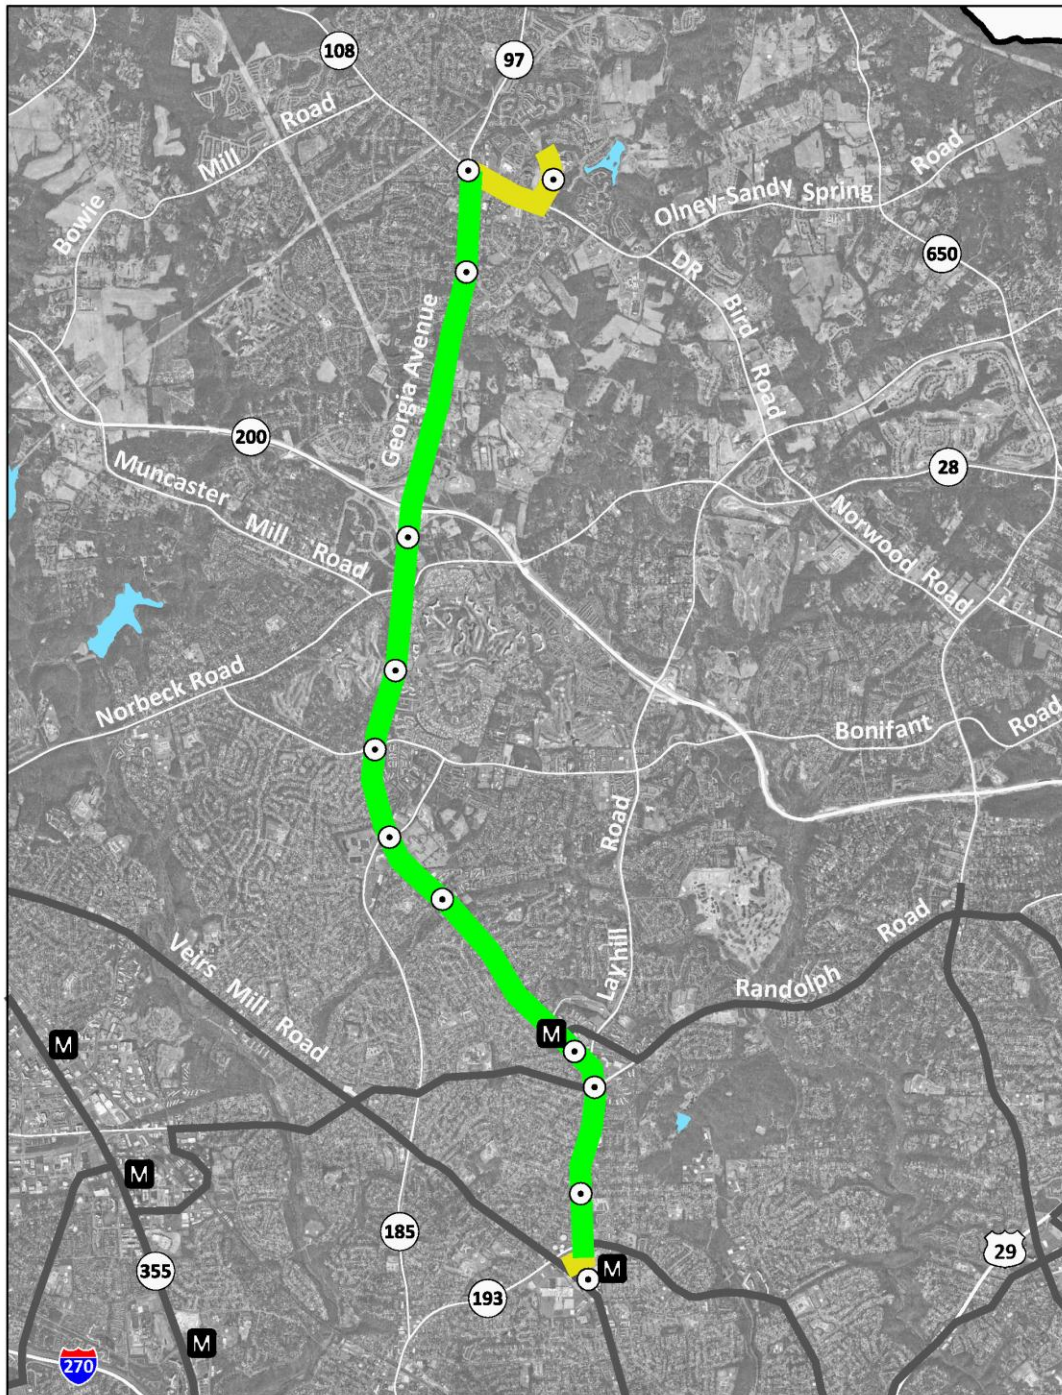 108
97
Mill Road
Bowie
Olney-Sandy Spring Road
650
DR Bird Road
Georgia Avenue
200
28
Muncaster Mill Road
Norwood Road
Norbeck Road
Bonifant Road
Layhill Road
Randolph Road
Veirs Mill Road
M
M
M
185
355
M
29
193
M
270